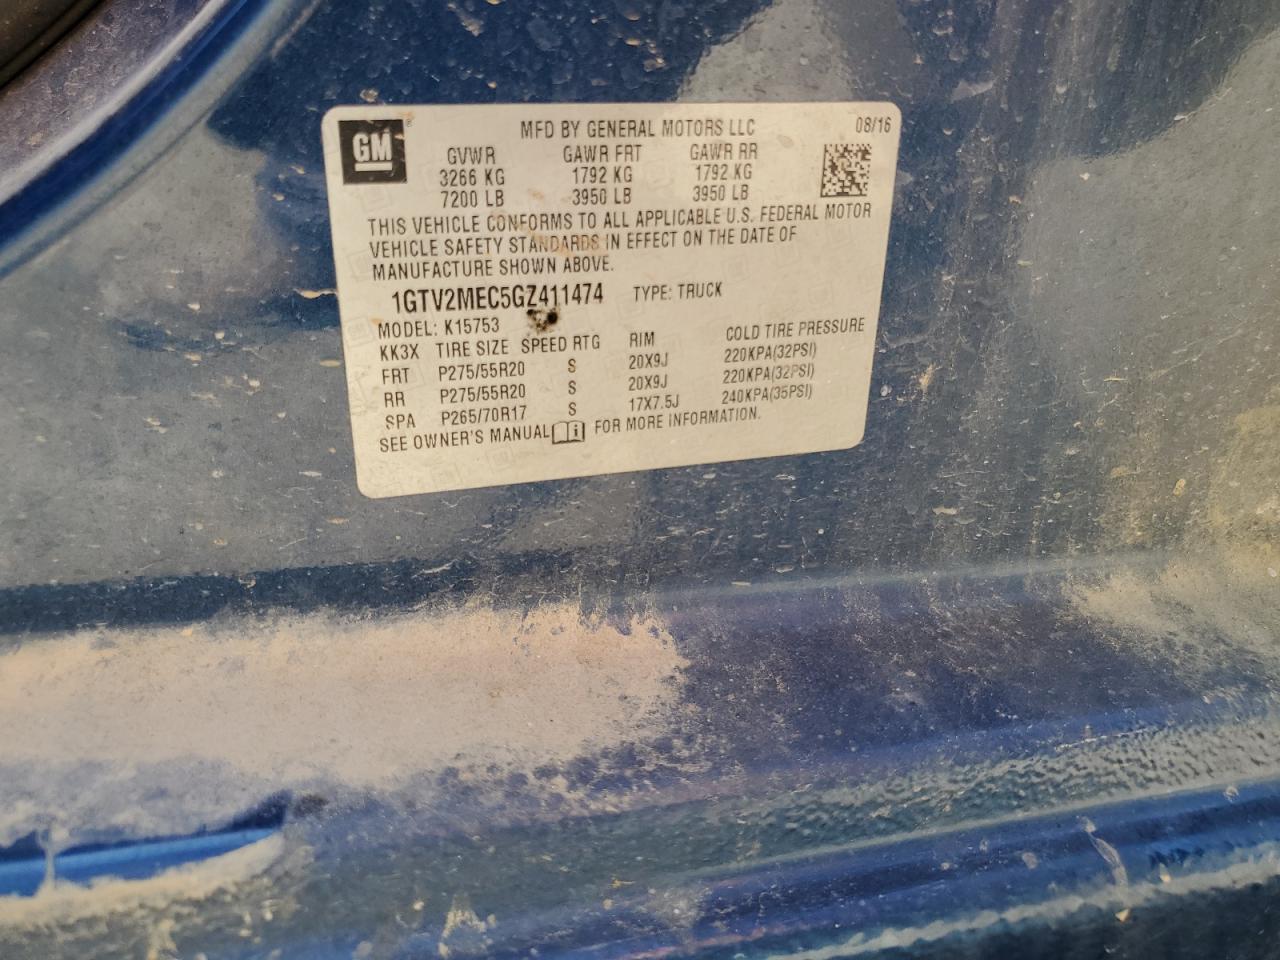 GM
MFD BY GENERAL MOTORS LLC 08/16
GVWR GAWR FRT GAWR RR
3266 KG 1792 KG 1792 KG
7200 LB 3950 LB 3950 LB
THIS VEHICLE CONFORMS TO ALL APPLICABLE U.S. FEDERAL MOTOR
VEHICLE SAFETY STANDARDS IN EFFECT ON THE DATE OF
MANUFACTURE SHOWN ABOVE.
1GTV2MEC5GZ411474 TYPE: TRUCK
MODEL: K15753
KK3X TIRE SIZE SPEED RTG RIM COLD TIRE PRESSURE
FRT P275/55R20 S 20X9J 220KPA(32PSI)
RR P275/55R20 S 20X9J 220KPA(32PSI)
SPA P265/70R17 S 17X7.5J 240KPA(35PSI)
SEE OWNER'S MANUAL FOR MORE INFORMATION.